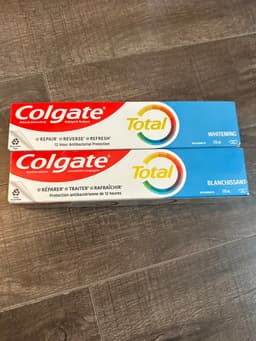 Colgate®
Total
WHITENING
• REPAIR* • REVERSE* • REFRESH*
12 Hour Antibacterial Protection
Colgate®
Total
BLANCHISSANT
• RÉPARER* • TRAITER* • RAFRAÎCHIR*
Protection antibactérienne de 12 heures